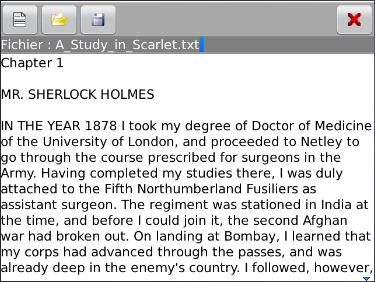 Fichier : A_Study_in_Scarlet.txt
Chapter 1
MR. SHERLOCK HOLMES
IN THE YEAR 1878 I took my degree of Doctor of Medicine
of the University of London, and proceeded to Netley to
go through the course prescribed for surgeons in the
Army. Having completed my studies there, I was duly
attached to the Fifth Northumberland Fusiliers as
assistant surgeon. The regiment was stationed in India at
the time, and before I could join it, the second Afghan
war had broken out. On landing at Bombay, I learned that
my corps had advanced through the passes, and was
already deep in the enemy's country. I followed, however,